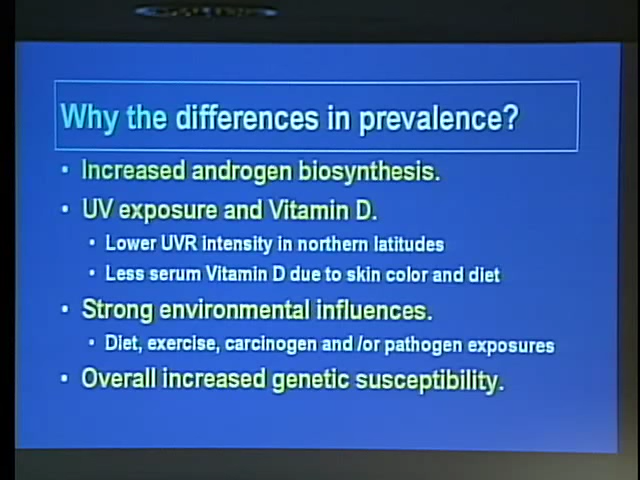 Why the differences in prevalence?
• Increased androgen biosynthesis.
• UV exposure and Vitamin D.
• Lower UVR intensity in northern latitudes
• Less serum Vitamin D due to skin color and diet
• Strong environmental influences.
• Diet, exercise, carcinogen and /or pathogen exposures
• Overall increased genetic susceptibility.